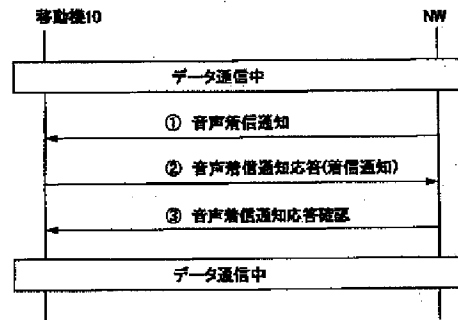 移動機10 NW
データ通信中
① 音声着信通知
② 音声着信通知応答(着信通知)
③ 音声着信通知応答確認
データ通信中